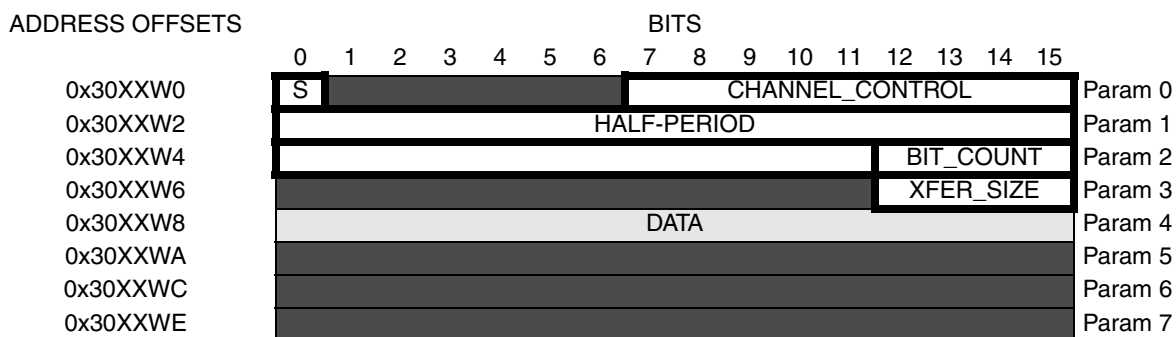 ADDRESS OFFSETS BITS
0 1 2 3 4 5 6 7 8 9 10 11 12 13 14 15
0x30XXW0 S CHANNEL_CONTROL Param 0
0x30XXW2 HALF-PERIOD Param 1
0x30XXW4 BIT_COUNT Param 2
0x30XXW6 XFER_SIZE Param 3
0x30XXW8 DATA Param 4
0x30XXWA Param 5
0x30XXWC Param 6
0x30XXWE Param 7